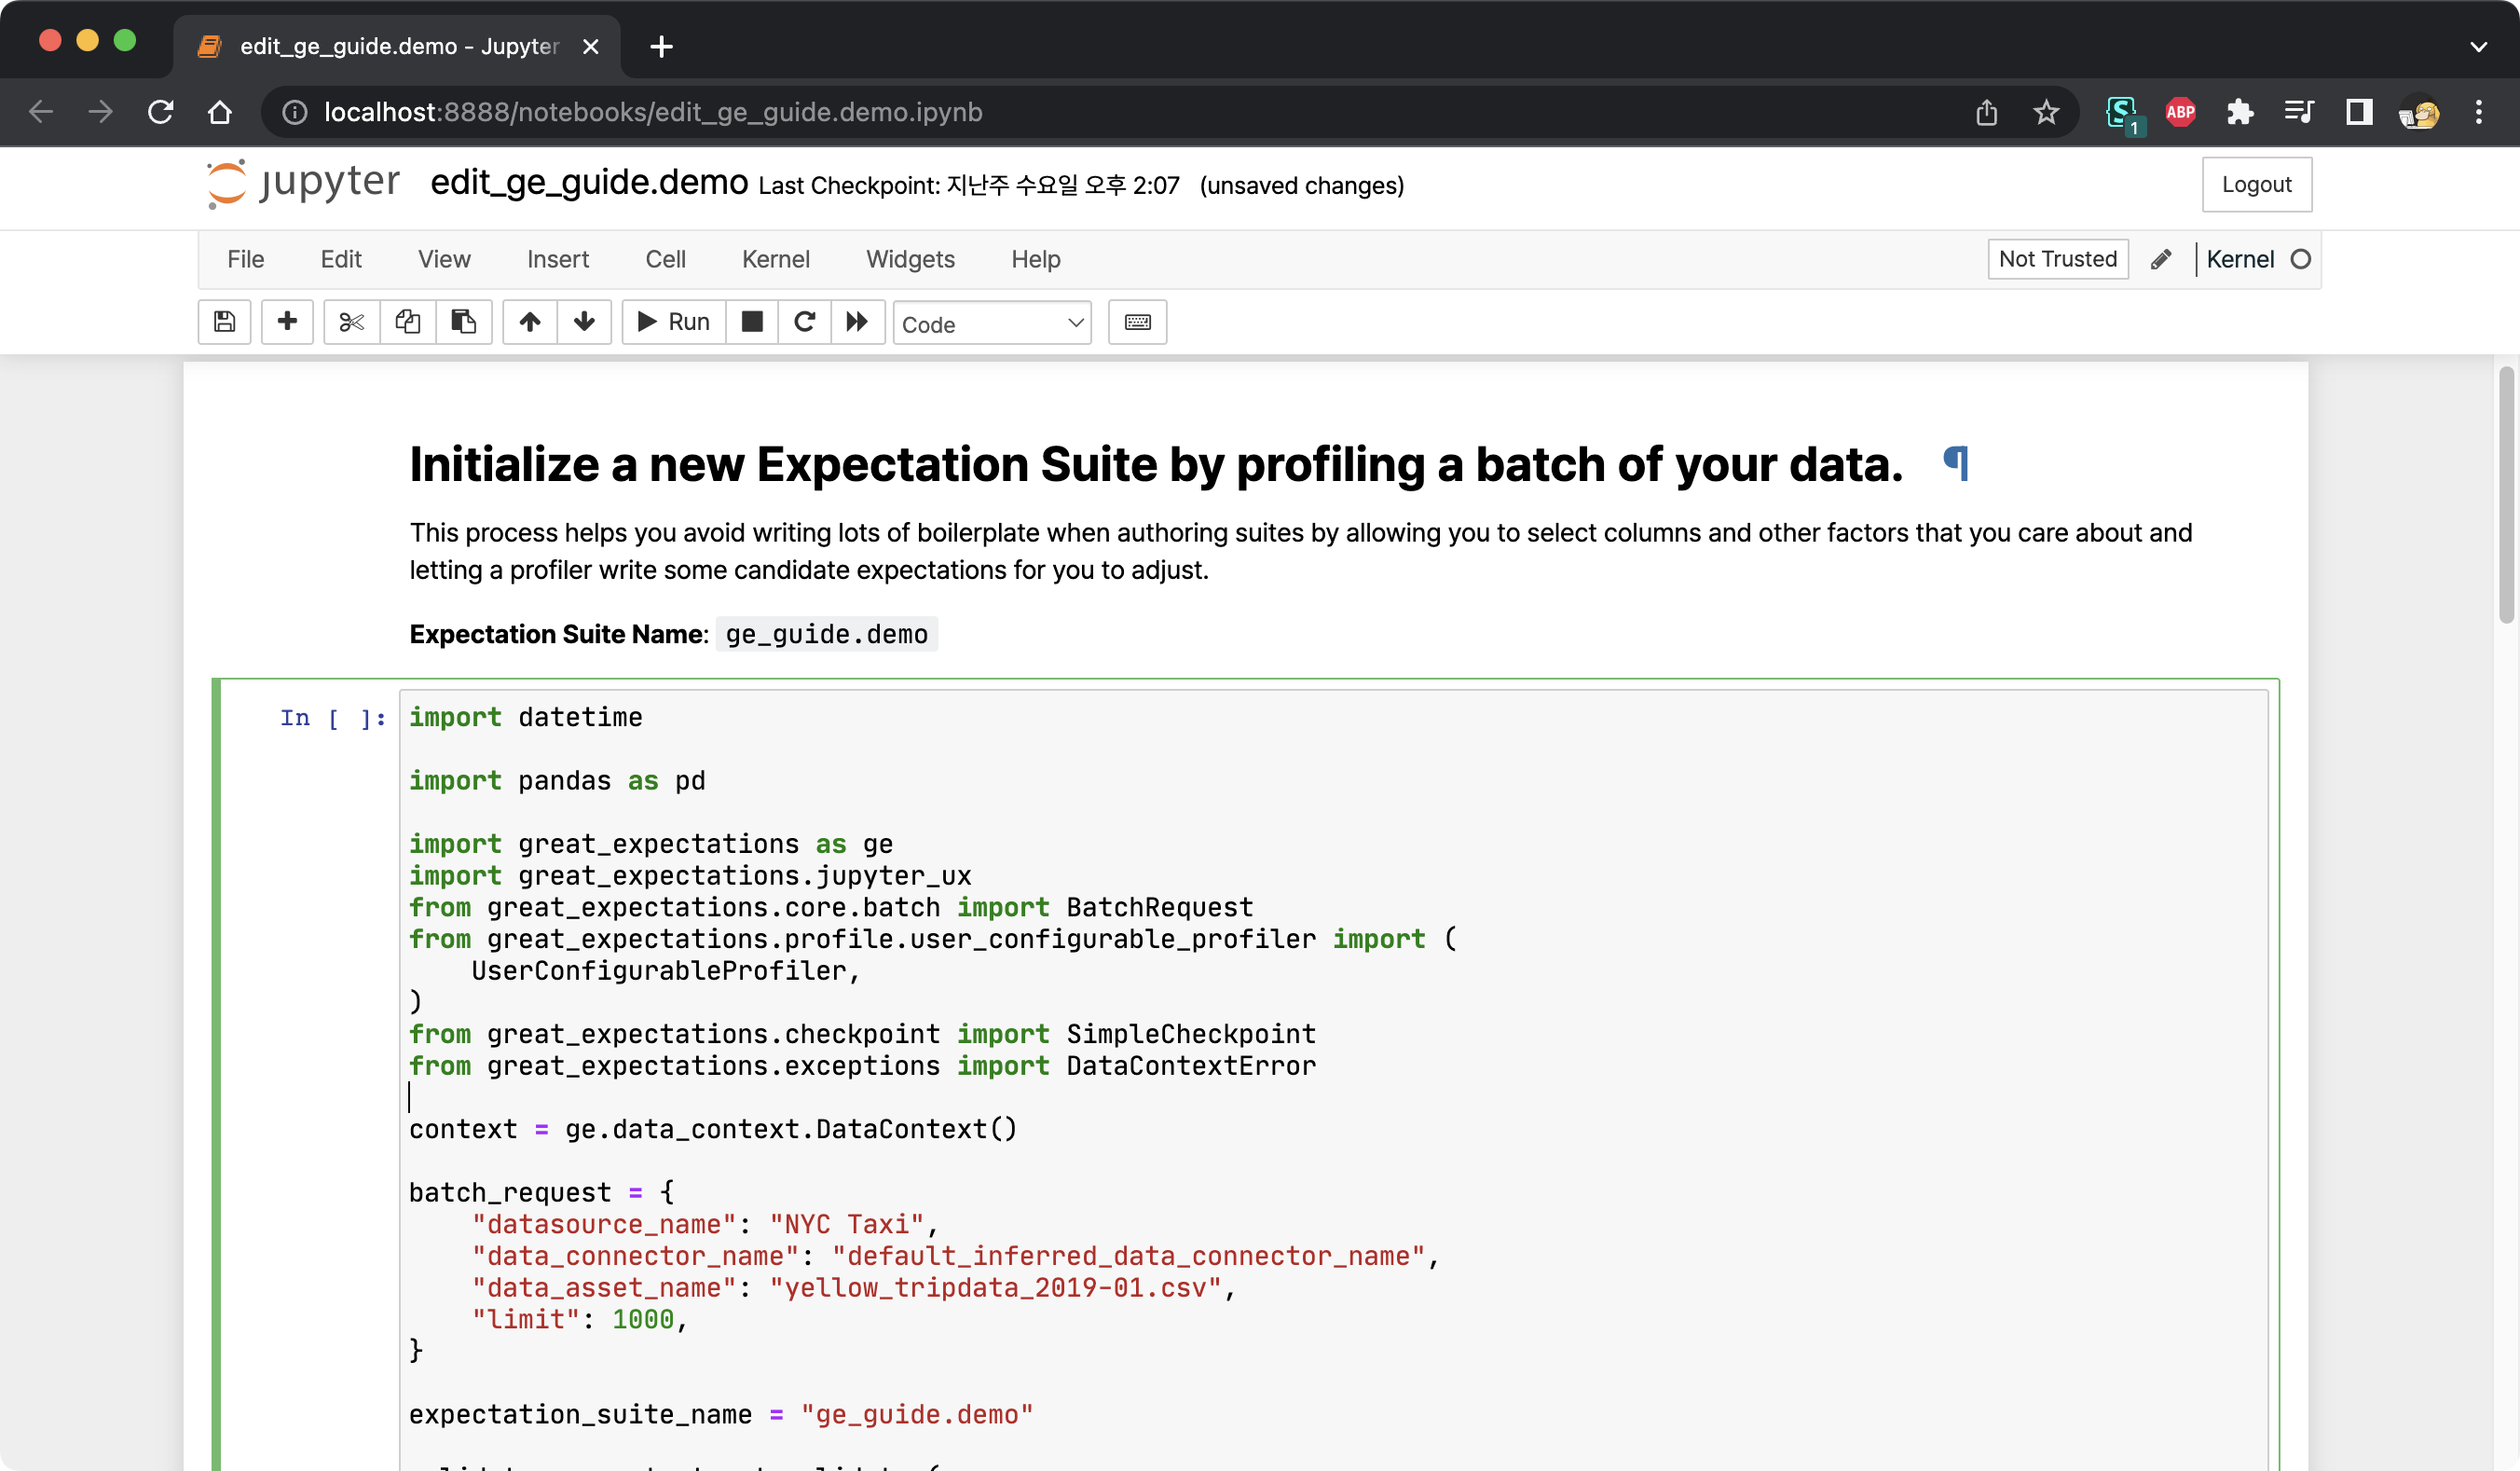 edit_ge_guide.demo - Jupyter
localhost:8888/notebooks/edit_ge_guide.demo.ipynb
1
ABP
jupyter edit_ge_guide.demo Last Checkpoint: 지난주 수요일 오후 2:07 (unsaved changes)
Logout
File Edit View Insert Cell Kernel Widgets Help
Not Trusted
Kernel
Run
Code
Initialize a new Expectation Suite by profiling a batch of your data. ¶
This process helps you avoid writing lots of boilerplate when authoring suites by allowing you to select columns and other factors that you care about and
letting a profiler write some candidate expectations for you to adjust.
Expectation Suite Name: ge_guide.demo
In [ ]:
import datetime
import pandas as pd
import great_expectations as ge
import great_expectations.jupyter_ux
from great_expectations.core.batch import BatchRequest
from great_expectations.profile.user_configurable_profiler import (
    UserConfigurableProfiler,
)
from great_expectations.checkpoint import SimpleCheckpoint
from great_expectations.exceptions import DataContextError
context = ge.data_context.DataContext()
batch_request = {
    "datasource_name": "NYC Taxi",
    "data_connector_name": "default_inferred_data_connector_name",
    "data_asset_name": "yellow_tripdata_2019-01.csv",
    "limit": 1000,
}
expectation_suite_name = "ge_guide.demo"